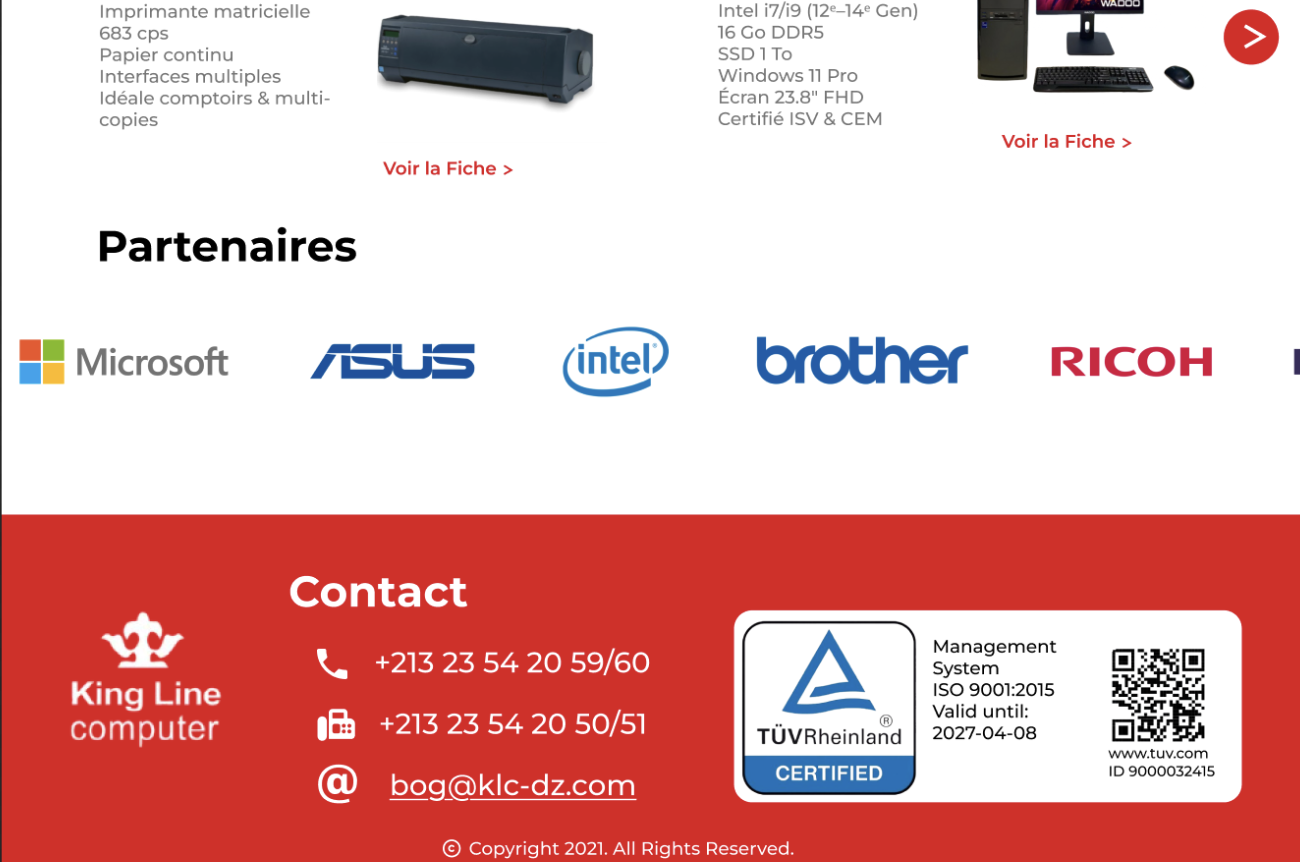 Imprimante matricielle
683 cps
Papier continu
Interfaces multiples
Idéale comptoirs & multi-
copies
Voir la Fiche >
Intel i7/i9 (12ᵉ–14ᵉ Gen)
16 Go DDR5
SSD 1 To
Windows 11 Pro
Écran 23.8" FHD
Certifié ISV & CEM
WADOO
Voir la Fiche >
>
Partenaires
Microsoft
ASUS
intel®
brother
RICOH
King Line
computer
Contact
+213 23 54 20 59/60
+213 23 54 20 50/51
@ bog@klc-dz.com
TÜVRheinland®
CERTIFIED
Management
System
ISO 9001:2015
Valid until:
2027-04-08
www.tuv.com
ID 9000032415
© Copyright 2021. All Rights Reserved.